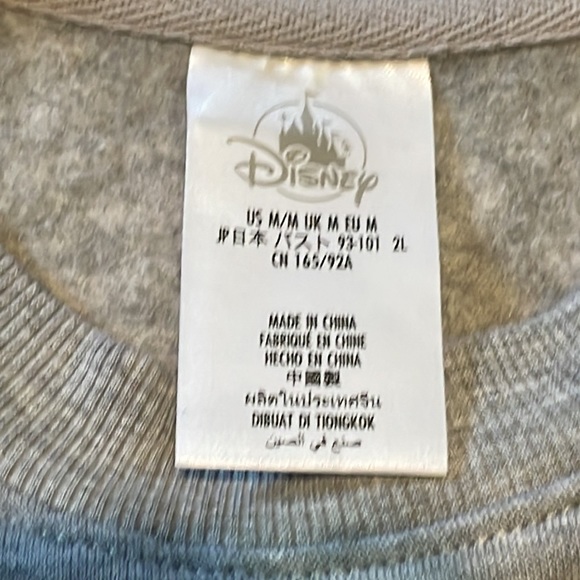 Disney
US M/M UK M EU M
JP日本 バスト 93-101 2L
CN 165/92A
MADE IN CHINA
FABRIQUÉ EN CHINE
HECHO EN CHINA
中國製
ผลิตในประเทศจีน
DIBUAT DI TIONGKOK
صنع في الصين